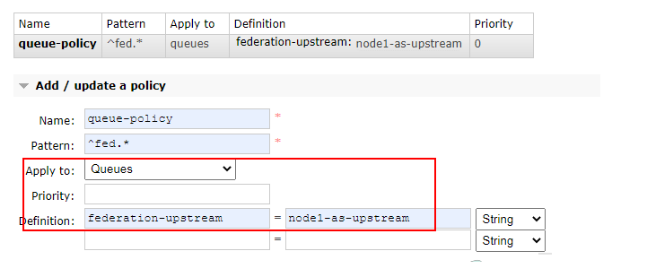 Name Pattern Apply to Definition Priority
queue-policy ^fed.* queues federation-upstream: node1-as-upstream 0
Add / update a policy
Name: queue-policy *
Pattern: ^fed.* *
Apply to: Queues
Priority:
Definition: federation-upstream = node1-as-upstream String
= String